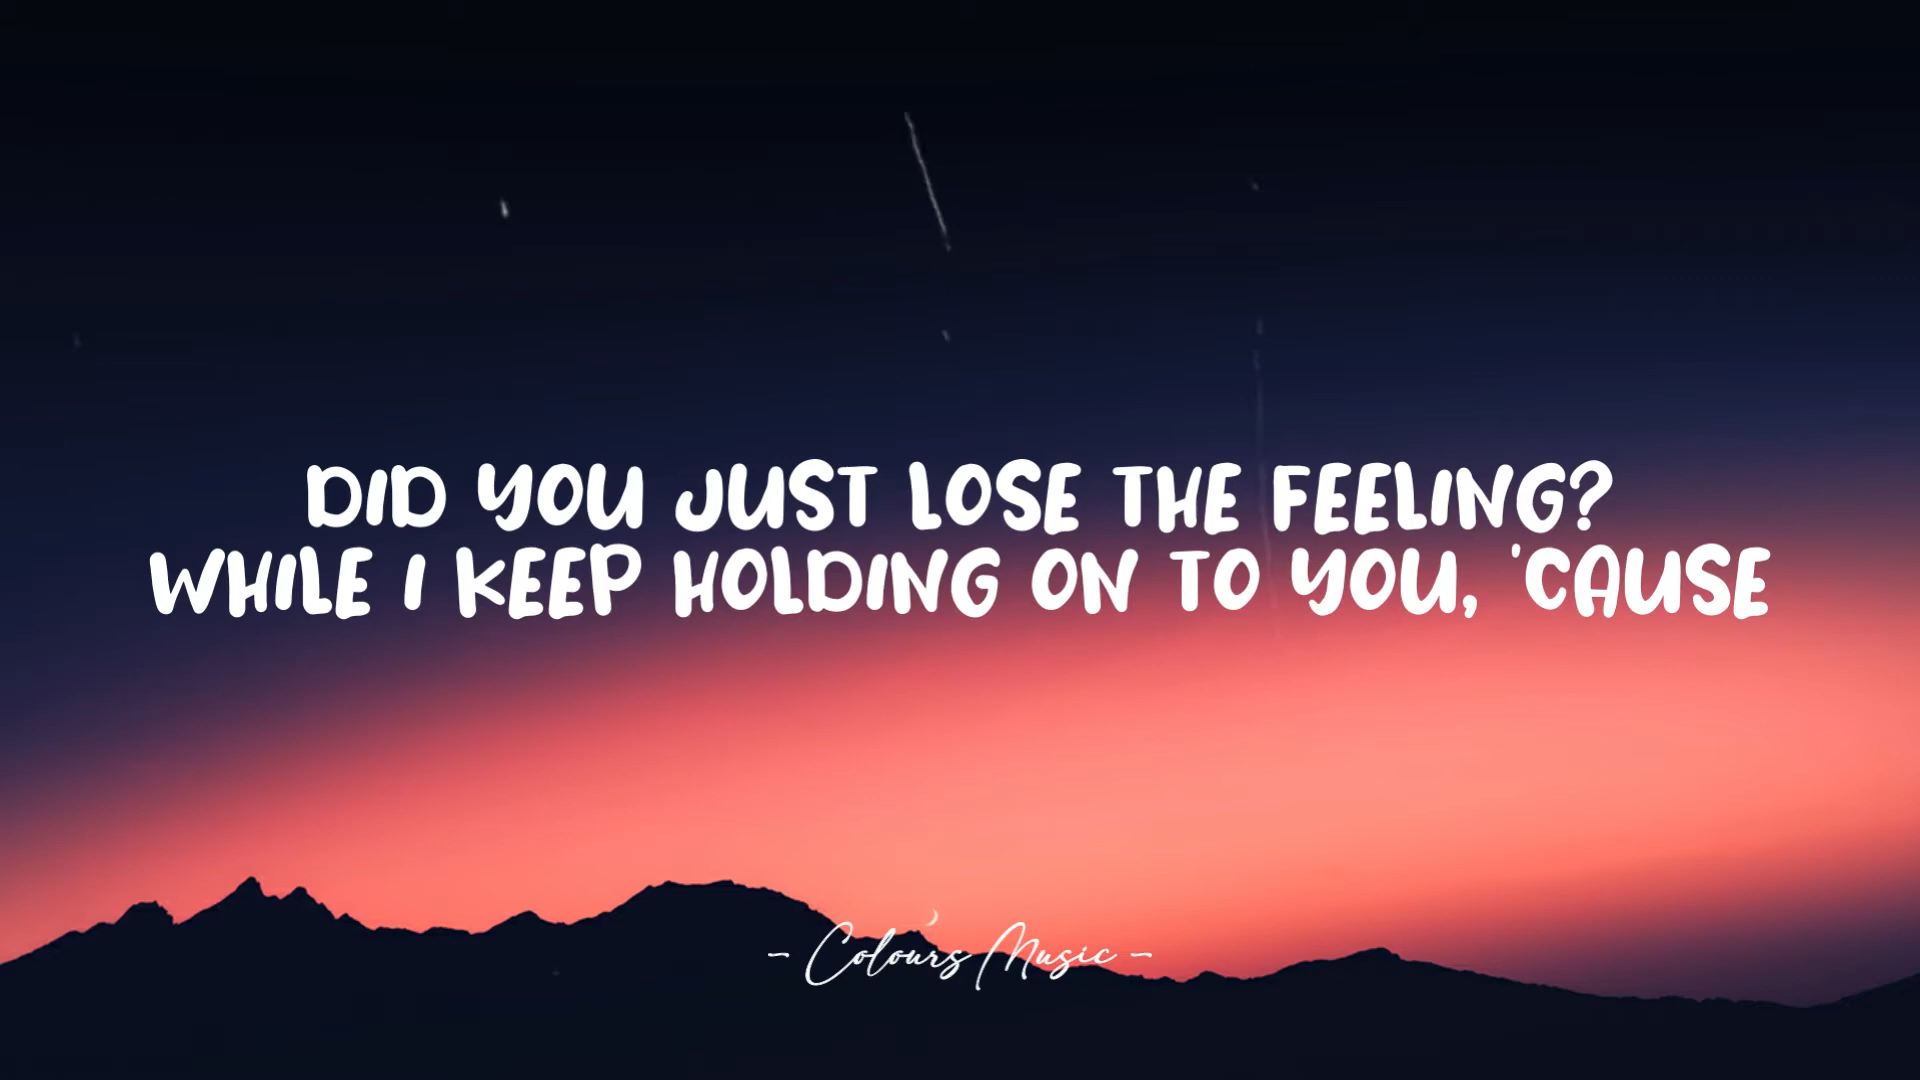 DID YOU JUST LOSE THE FEELING?
WHILE I KEEP HOLDING ON TO YOU, 'CAUSE
- Colours Music -